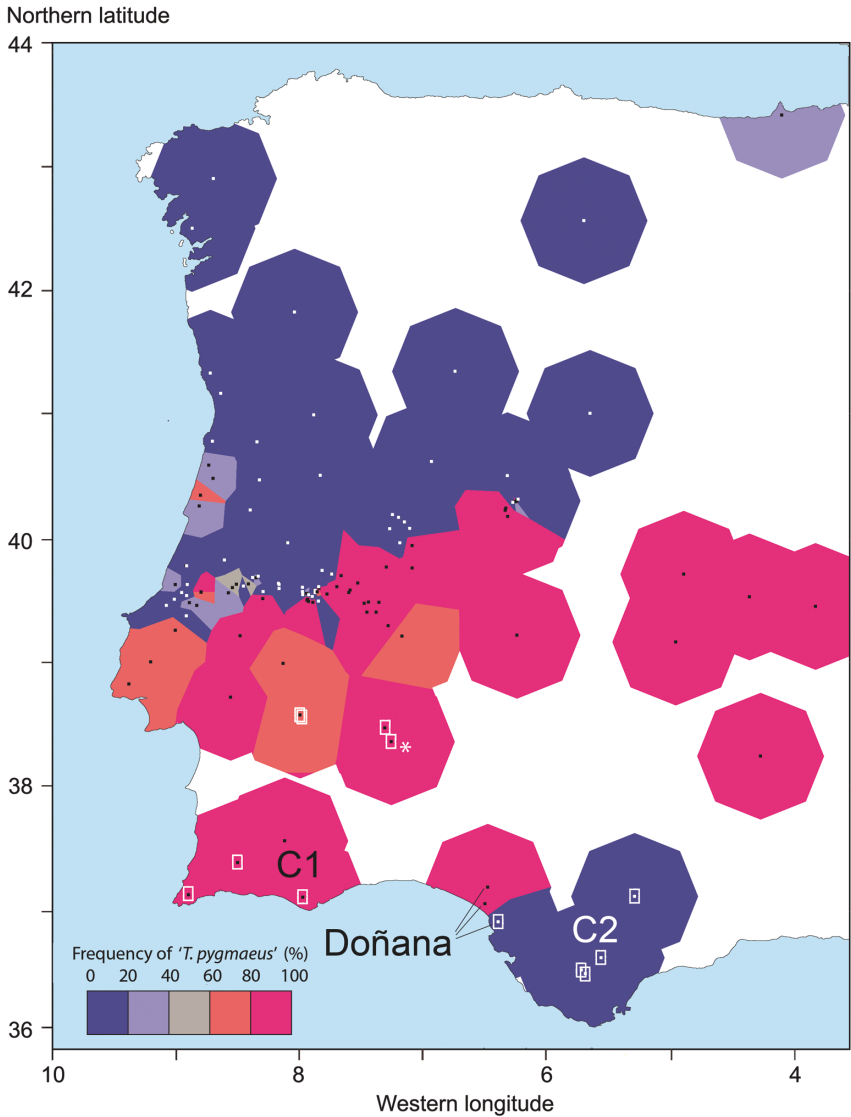 Northern latitude
44
42
40
38
36
C1
Doñana
C2
*
Frequency of ‘T. pygmaeus’ (%)
0 20 40 60 80 100
10 8 6 4
Western longitude